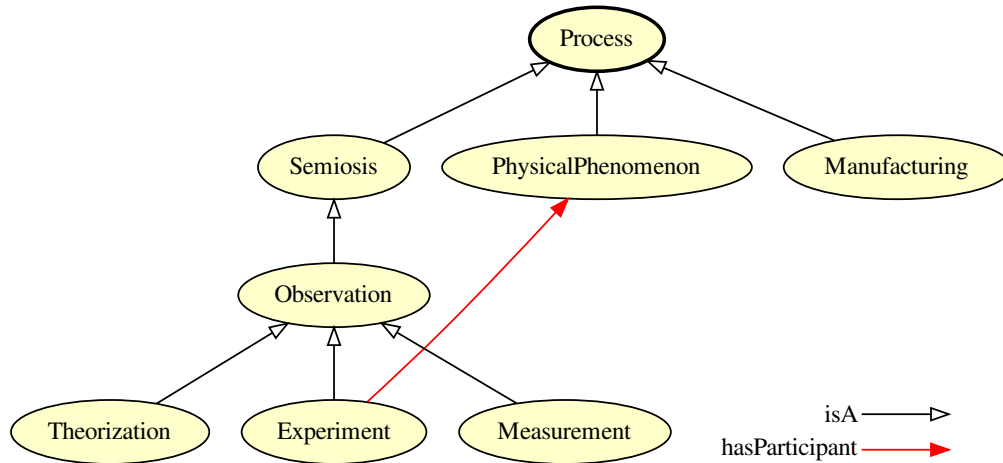 Process
Semiosis
PhysicalPhenomenon
Manufacturing
Observation
Theorization
Experiment
Measurement
isA
hasParticipant